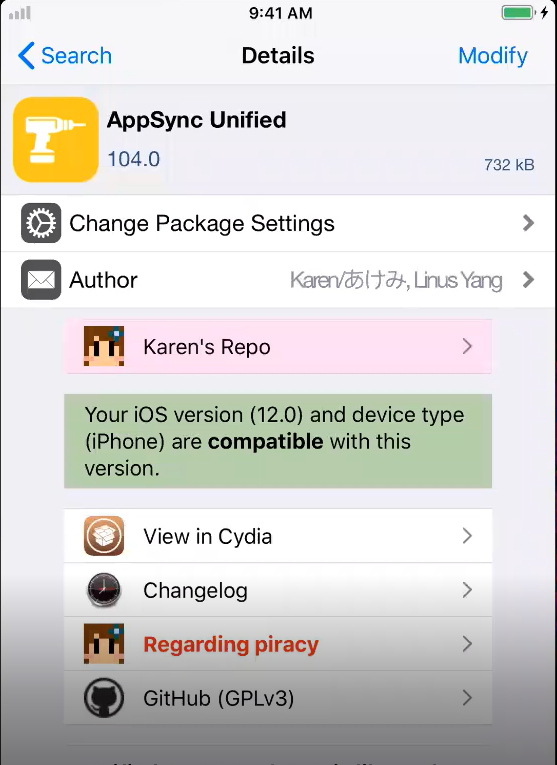 9:41 AM
Search
Details
Modify
AppSync Unified
104.0
732 kB
Change Package Settings
Author
Karen/あけみ, Linus Yang
Karen's Repo
Your iOS version (12.0) and device type
(iPhone) are compatible with this
version.
View in Cydia
Changelog
Regarding piracy
GitHub (GPLv3)